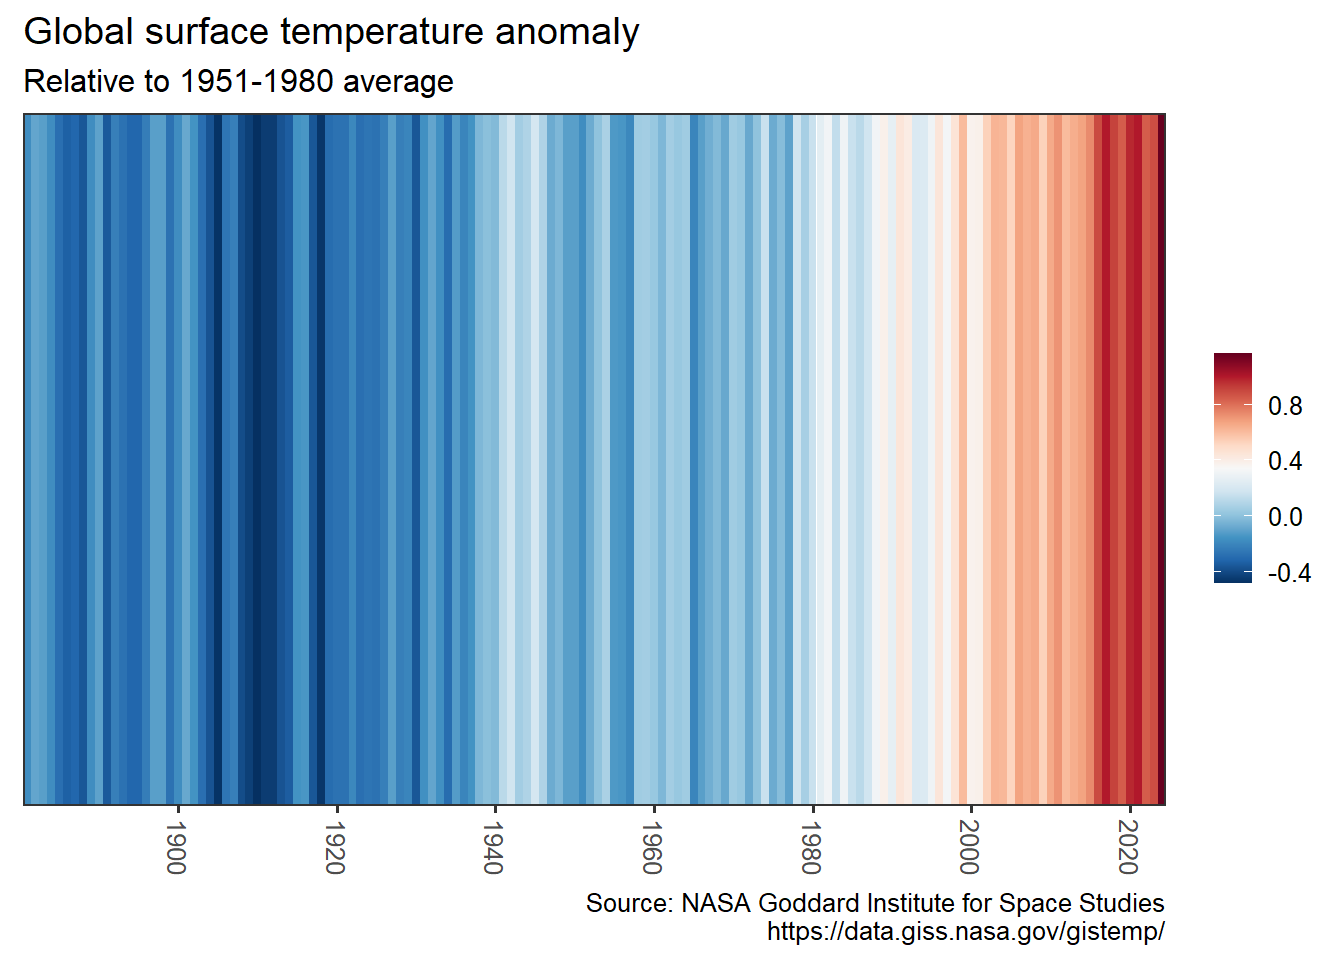 Global surface temperature anomaly
Relative to 1951-1980 average
0.8
0.4
0.0
-0.4
1900
1920
1940
1960
1980
2000
2020
Source: NASA Goddard Institute for Space Studies
https://data.giss.nasa.gov/gistemp/